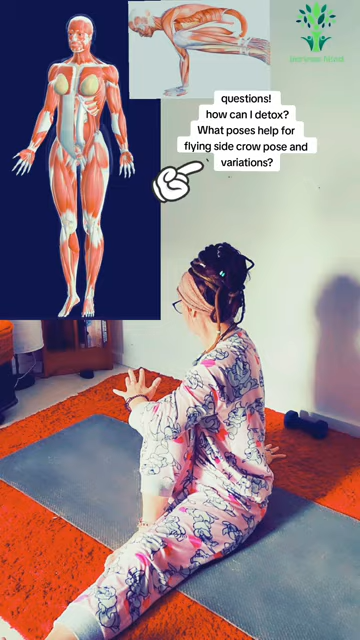 questions!
how can I detox?
What poses help for
flying side crow pose and
variations?